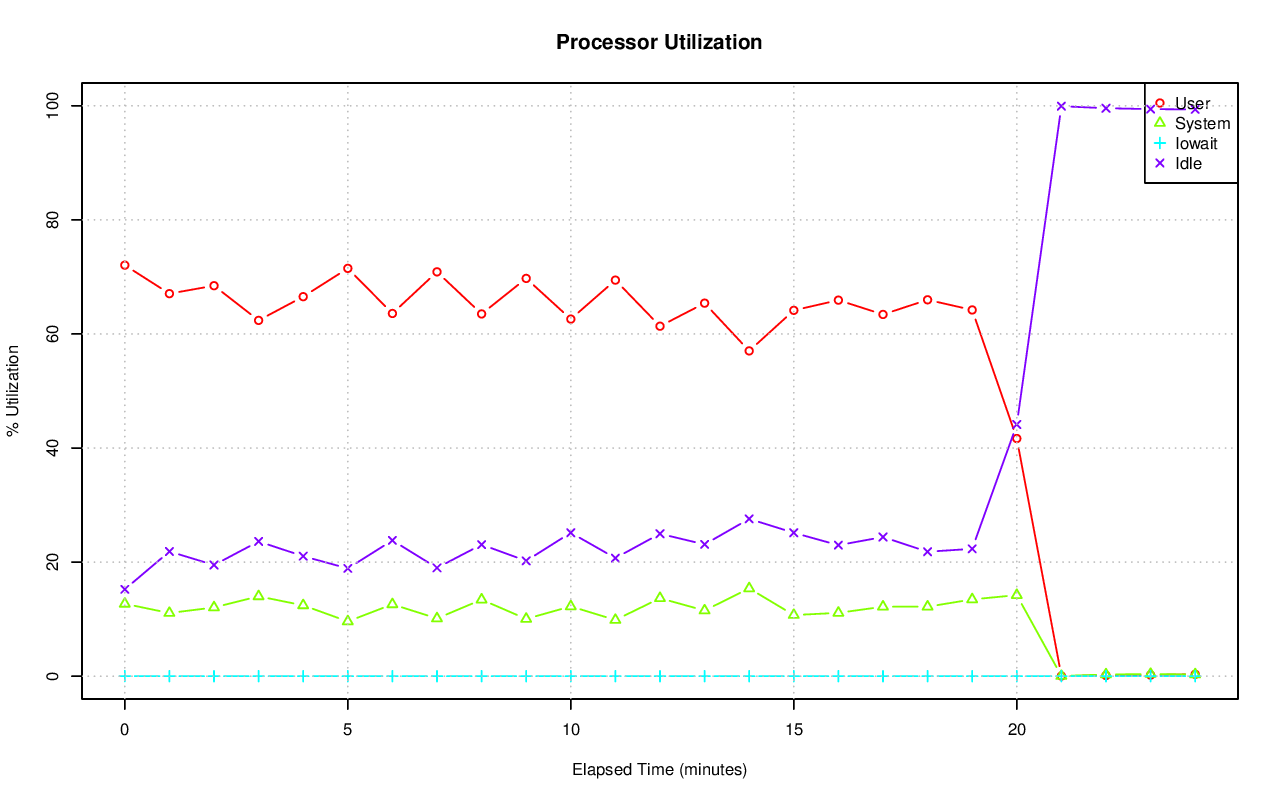 Processor Utilization
100
80
60
40
20
0
% Utilization
User
System
Iowait
Idle
0 5 10 15 20
Elapsed Time (minutes)